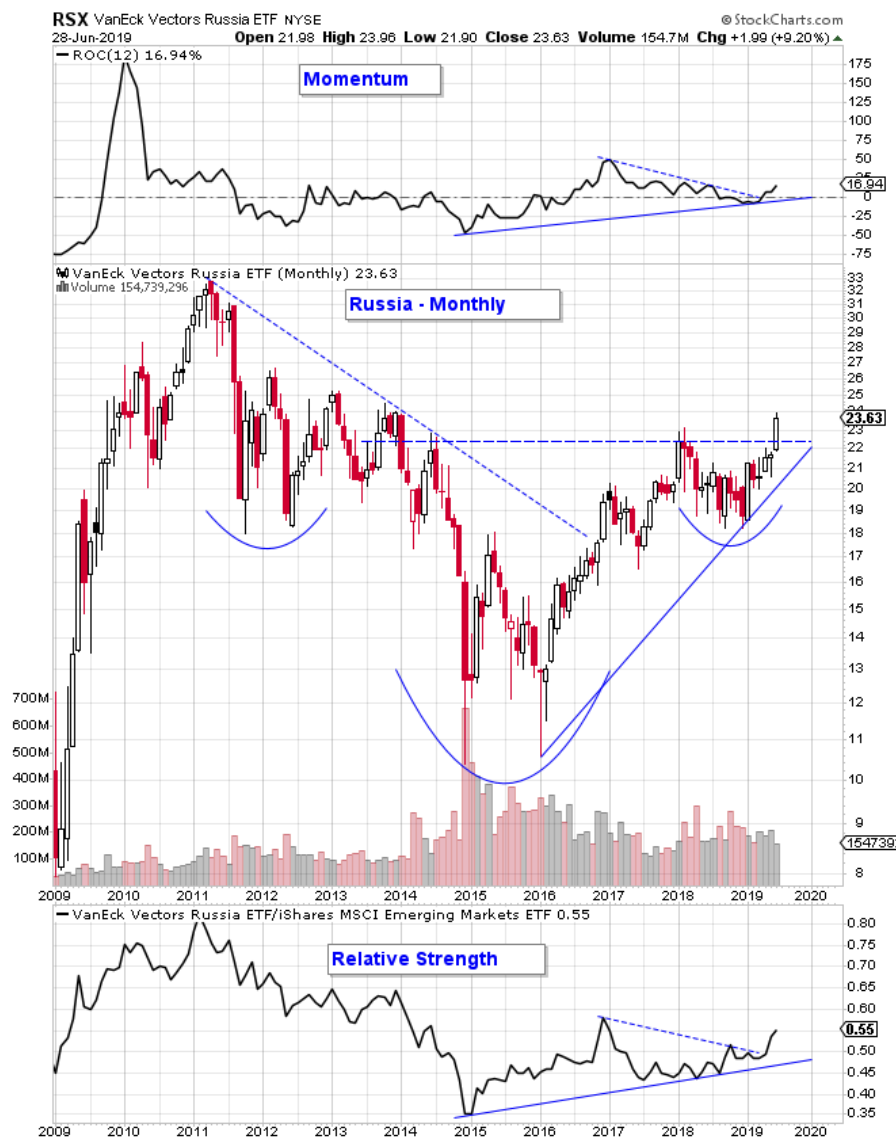 RSX VanEck Vectors Russia ETF NYSE © StockCharts.com
28-Jun-2019 Open 21.98 High 23.96 Low 21.90 Close 23.63 Volume 154.7M Chg +1.99 (+9.20%)
ROC(12) 16.94%
Momentum
175
150
125
100
75
50
25
16.94
0
-25
-50
-75
VanEck Vectors Russia ETF (Monthly) 23.63
Volume 154,739,296
Russia - Monthly
33
32
31
30
29
28
27
26
25
24
23.63
23
22
21
20
19
18
17
16
15
14
13
12
11
10
9
8
700M
600M
500M
400M
300M
200M
100M
154739
2009 2010 2011 2012 2013 2014 2015 2016 2017 2018 2019 2020
VanEck Vectors Russia ETF/iShares MSCI Emerging Markets ETF 0.55
Relative Strength
0.80
0.75
0.70
0.65
0.60
0.55
0.50
0.45
0.40
0.35
2009 2010 2011 2012 2013 2014 2015 2016 2017 2018 2019 2020